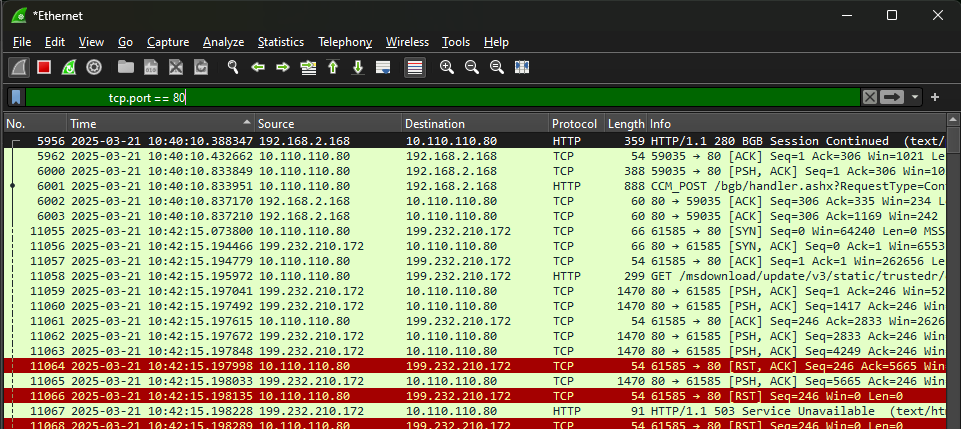 *Ethernet
File Edit View Go Capture Analyze Statistics Telephony Wireless Tools Help
tcp.port == 80
No. Time Source Destination Protocol Length Info
5956 2025-03-21 10:40:10.388347 192.168.2.168 10.110.110.80 HTTP 359 HTTP/1.1 280 BGB Session Continued (text/
5962 2025-03-21 10:40:10.432662 10.110.110.80 192.168.2.168 TCP 54 59035 → 80 [ACK] Seq=1 Ack=306 Win=1021 Le
6000 2025-03-21 10:40:10.833849 10.110.110.80 192.168.2.168 TCP 388 59035 → 80 [PSH, ACK] Seq=1 Ack=306 Win=10
6001 2025-03-21 10:40:10.833951 10.110.110.80 192.168.2.168 HTTP 888 CCM_POST /bgb/handler.ashx?RequestType=Con
6002 2025-03-21 10:40:10.837170 192.168.2.168 10.110.110.80 TCP 60 80 → 59035 [ACK] Seq=306 Ack=335 Win=234 L
6003 2025-03-21 10:40:10.837210 192.168.2.168 10.110.110.80 TCP 60 80 → 59035 [ACK] Seq=306 Ack=1169 Win=242
11055 2025-03-21 10:42:15.073800 10.110.110.80 199.232.210.172 TCP 66 61585 → 80 [SYN] Seq=0 Win=64240 Len=0 MSS
11056 2025-03-21 10:42:15.194466 199.232.210.172 10.110.110.80 TCP 66 80 → 61585 [SYN, ACK] Seq=0 Ack=1 Win=6553
11057 2025-03-21 10:42:15.194779 10.110.110.80 199.232.210.172 TCP 54 61585 → 80 [ACK] Seq=1 Ack=1 Win=262656 Le
11058 2025-03-21 10:42:15.195972 10.110.110.80 199.232.210.172 HTTP 299 GET /msdownload/update/v3/static/trustedr/
11059 2025-03-21 10:42:15.197041 199.232.210.172 10.110.110.80 TCP 1470 80 → 61585 [PSH, ACK] Seq=1 Ack=246 Win=52
11060 2025-03-21 10:42:15.197492 199.232.210.172 10.110.110.80 TCP 1470 80 → 61585 [PSH, ACK] Seq=1417 Ack=246 Win
11061 2025-03-21 10:42:15.197615 10.110.110.80 199.232.210.172 TCP 54 61585 → 80 [ACK] Seq=246 Ack=2833 Win=2626
11062 2025-03-21 10:42:15.197672 199.232.210.172 10.110.110.80 TCP 1470 80 → 61585 [PSH, ACK] Seq=2833 Ack=246 Win
11063 2025-03-21 10:42:15.197848 199.232.210.172 10.110.110.80 TCP 1470 80 → 61585 [PSH, ACK] Seq=4249 Ack=246 Win
11064 2025-03-21 10:42:15.197998 10.110.110.80 199.232.210.172 TCP 54 61585 → 80 [RST, ACK] Seq=246 Ack=5665 Win
11065 2025-03-21 10:42:15.198033 199.232.210.172 10.110.110.80 TCP 1470 80 → 61585 [PSH, ACK] Seq=5665 Ack=246 Win
11066 2025-03-21 10:42:15.198135 10.110.110.80 199.232.210.172 TCP 54 61585 → 80 [RST] Seq=246 Win=0 Len=0
11067 2025-03-21 10:42:15.198228 199.232.210.172 10.110.110.80 HTTP 91 HTTP/1.1 503 Service Unavailable (text/ht
11068 2025-03-21 10:42:15.198289 10.110.110.80 199.232.210.172 TCP 54 61585 → 80 [RST] Seq=246 Win=0 Len=0